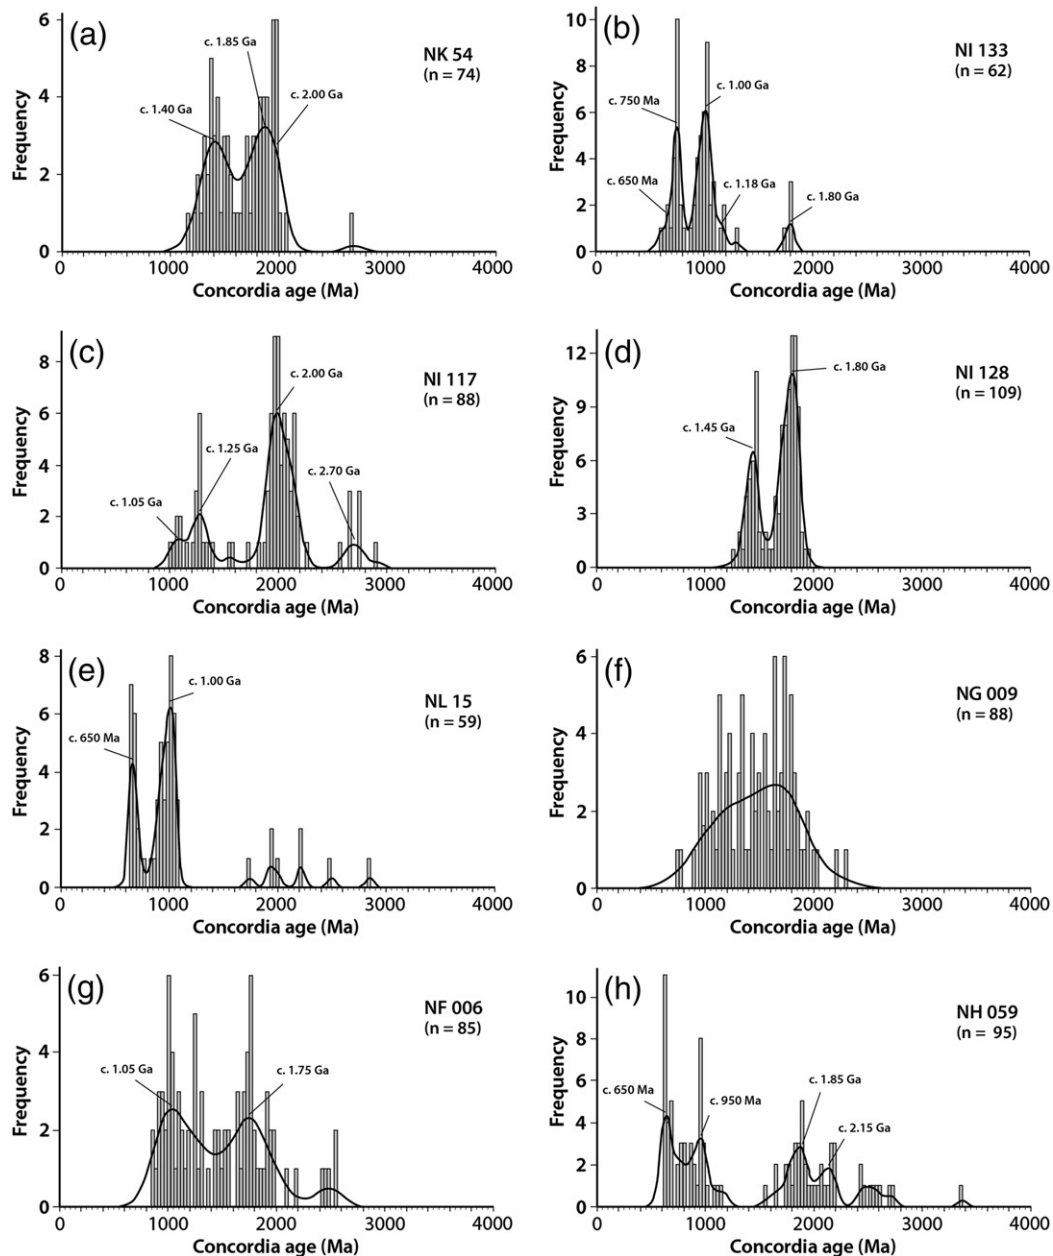 (a)
NK 54
(n = 74)
c. 1.40 Ga
c. 1.85 Ga
c. 2.00 Ga
Frequency
6
4
2
0
0 1000 2000 3000 4000
Concordia age (Ma)
(b)
NI 133
(n = 62)
c. 750 Ma
c. 1.00 Ga
c. 650 Ma
c. 1.18 Ga
c. 1.80 Ga
Frequency
10
8
6
4
2
0
0 1000 2000 3000 4000
Concordia age (Ma)
(c)
NI 117
(n = 88)
c. 2.00 Ga
c. 1.25 Ga
c. 1.05 Ga
c. 2.70 Ga
Frequency
8
6
4
2
0
0 1000 2000 3000 4000
Concordia age (Ma)
(d)
NI 128
(n = 109)
c. 1.80 Ga
c. 1.45 Ga
Frequency
12
9
6
3
0
0 1000 2000 3000 4000
Concordia age (Ma)
(e)
NL 15
(n = 59)
c. 1.00 Ga
c. 650 Ma
Frequency
8
6
4
2
0
0 1000 2000 3000 4000
Concordia age (Ma)
(f)
NG 009
(n = 88)
Frequency
6
4
2
0
0 1000 2000 3000 4000
Concordia age (Ma)
(g)
NF 006
(n = 85)
c. 1.05 Ga
c. 1.75 Ga
Frequency
6
4
2
0
0 1000 2000 3000 4000
Concordia age (Ma)
(h)
NH 059
(n = 95)
c. 650 Ma
c. 950 Ma
c. 1.85 Ga
c. 2.15 Ga
Frequency
10
8
6
4
2
0
0 1000 2000 3000 4000
Concordia age (Ma)